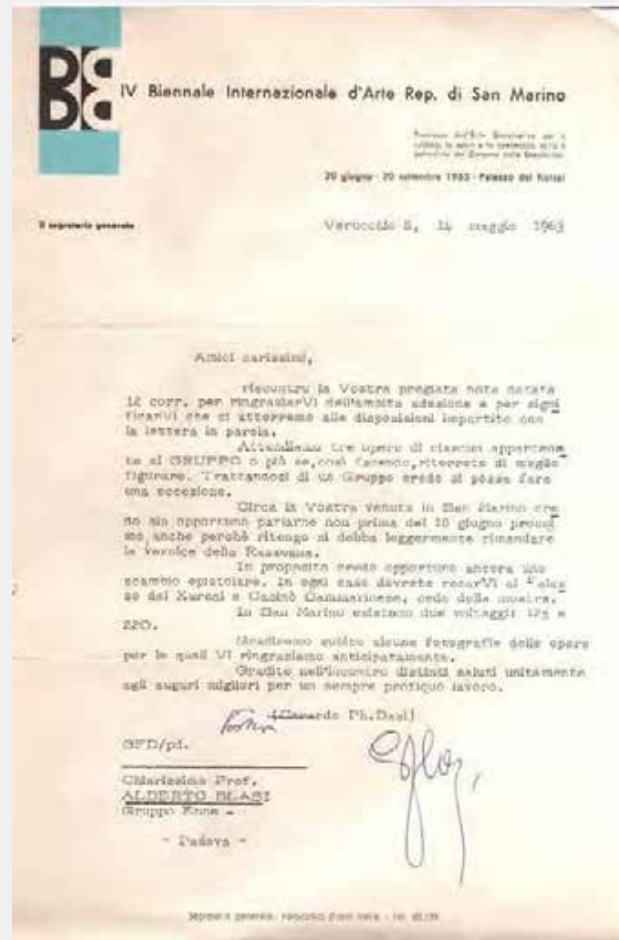 IV Biennale Internazionale d'Arte Rep. di San Marino
20 giugno - 20 settembre 1963 - Palazzo dei Kursaal
Il segretario generale
Verucchio 8, 14 maggio 1963
Amici carissimi,
riscontro la Vostra pregiata nota datata
12 corr. per ringraziarVi dell'ambita adesione e per signi
ficarVi che ci atterremo alle disposizioni impartite con
la lettera in parola.
Attendiamo tre opere di ciascun appartenen
te al GRUPPO o più se, così facendo, riterrete di meglio
figurare. Trattandosi di un Gruppo credo si possa fare
una eccezione.
Circa la Vostra venuta in San Marino cre
do sia opportuno parlarne non prima del 10 giugno prossi
mo, anche perchè ritengo si debba leggermente rimandare
la vernice della Rassegna.
In proposito credo opportuno ancora uno
scambio epistolare. In ogni caso dovrete recarVi al
so del Kursaal e Casinò Sammarinese, sede della mostra.
In San Marino esistono due voltaggi: 125 e
220.
Gradiremo subito alcune fotografie delle opere
per le quali Vi ringraziamo anticipatamente.
Gradite nell'incontro distinti saluti unitamente
agli auguri migliori per un sempre proficuo lavoro.
Ph.Dasi)
GFD/pd.
Chiarissimo Prof.
ALBERTO BIASI
Gruppo Enne -
- Padova -